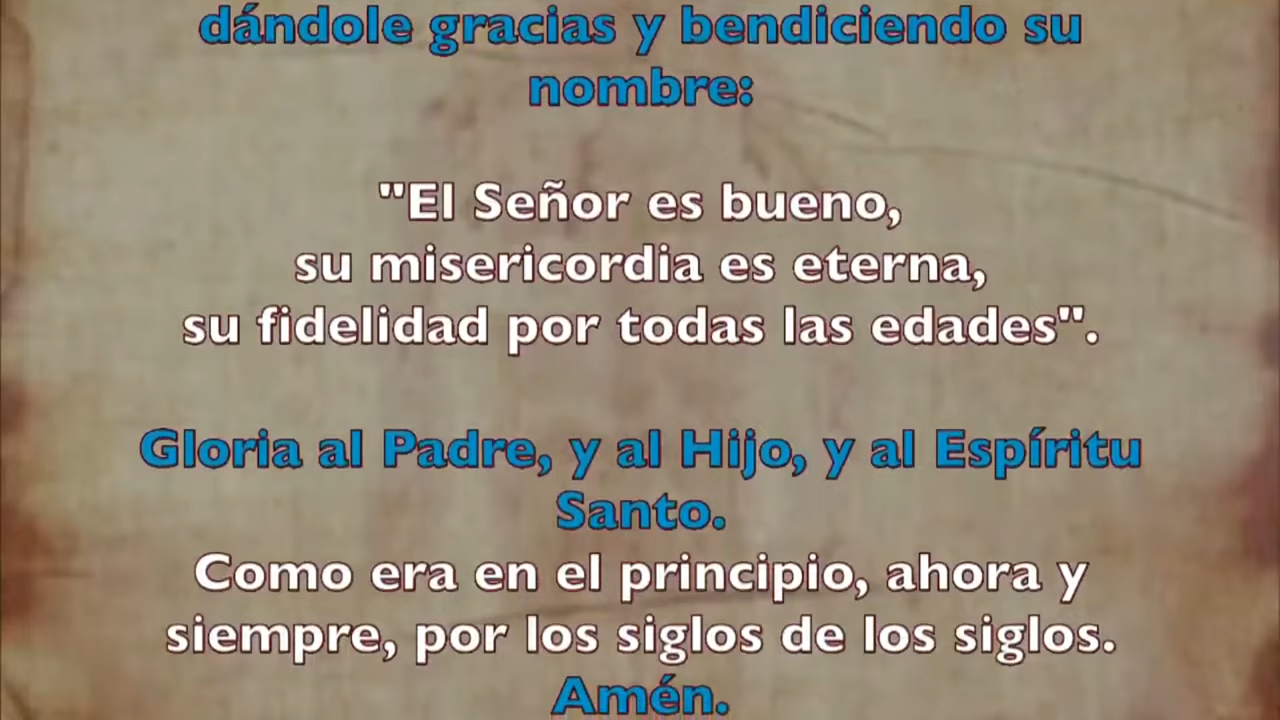 dándole gracias y bendiciendo su
nombre:
"El Señor es bueno,
su misericordia es eterna,
su fidelidad por todas las edades".
Gloria al Padre, y al Hijo, y al Espíritu
Santo.
Como era en el principio, ahora y
siempre, por los siglos de los siglos.
Amén.